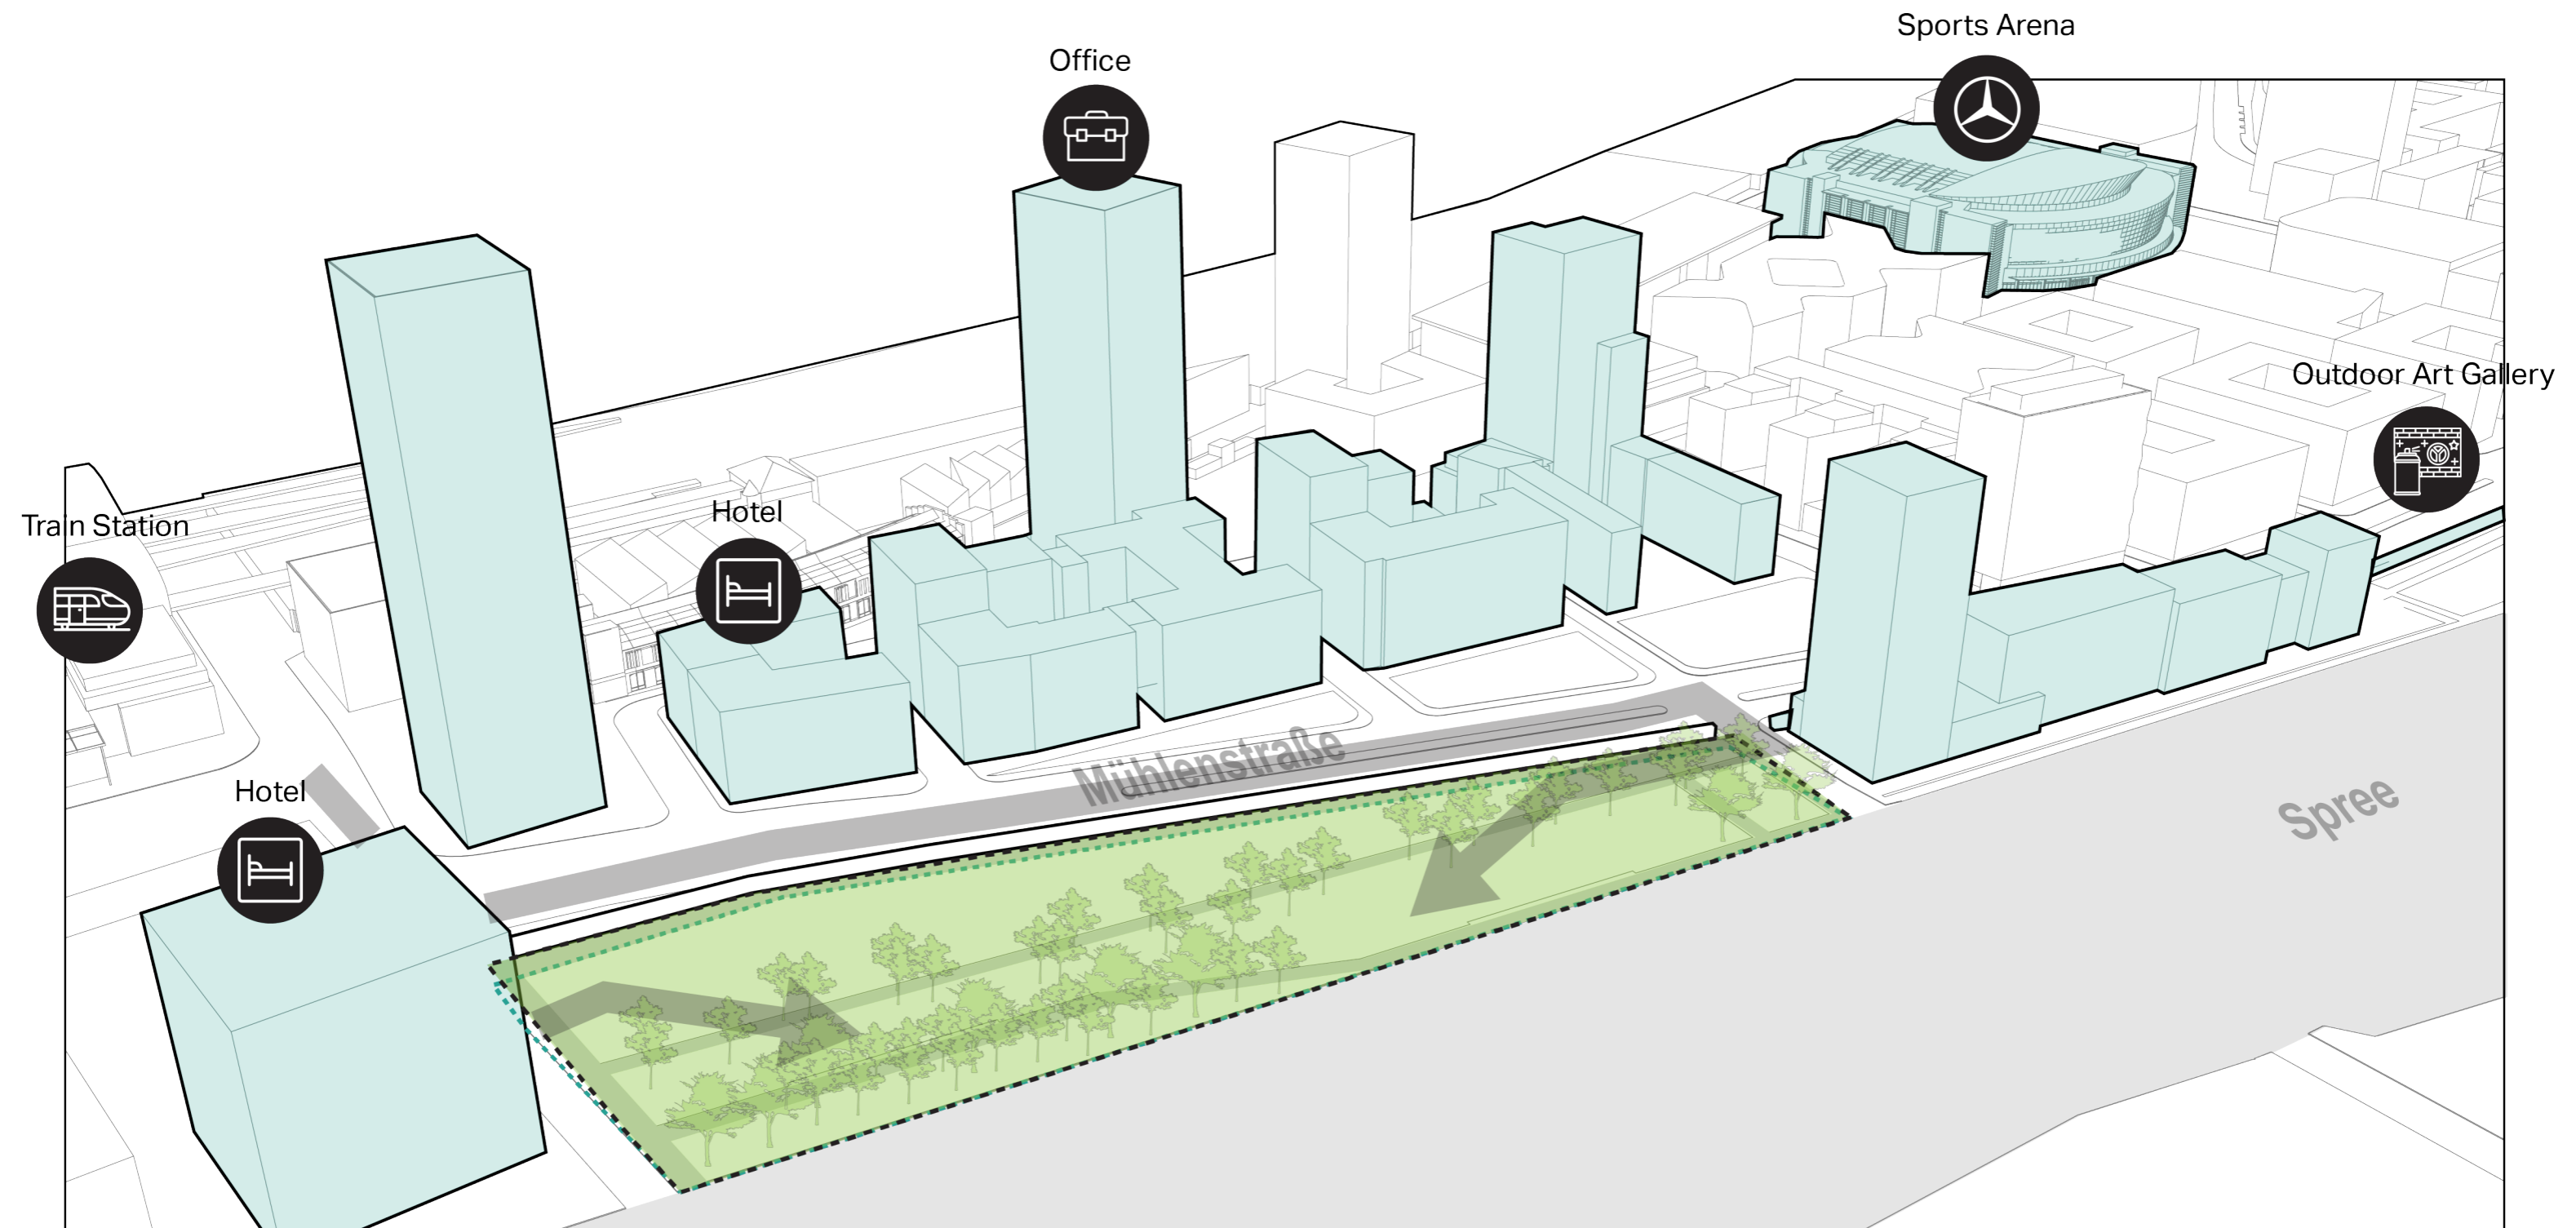 Sports Arena
Office
Outdoor Art Gallery
Train Station
Hotel
Mühlenstraße
Hotel
Spree